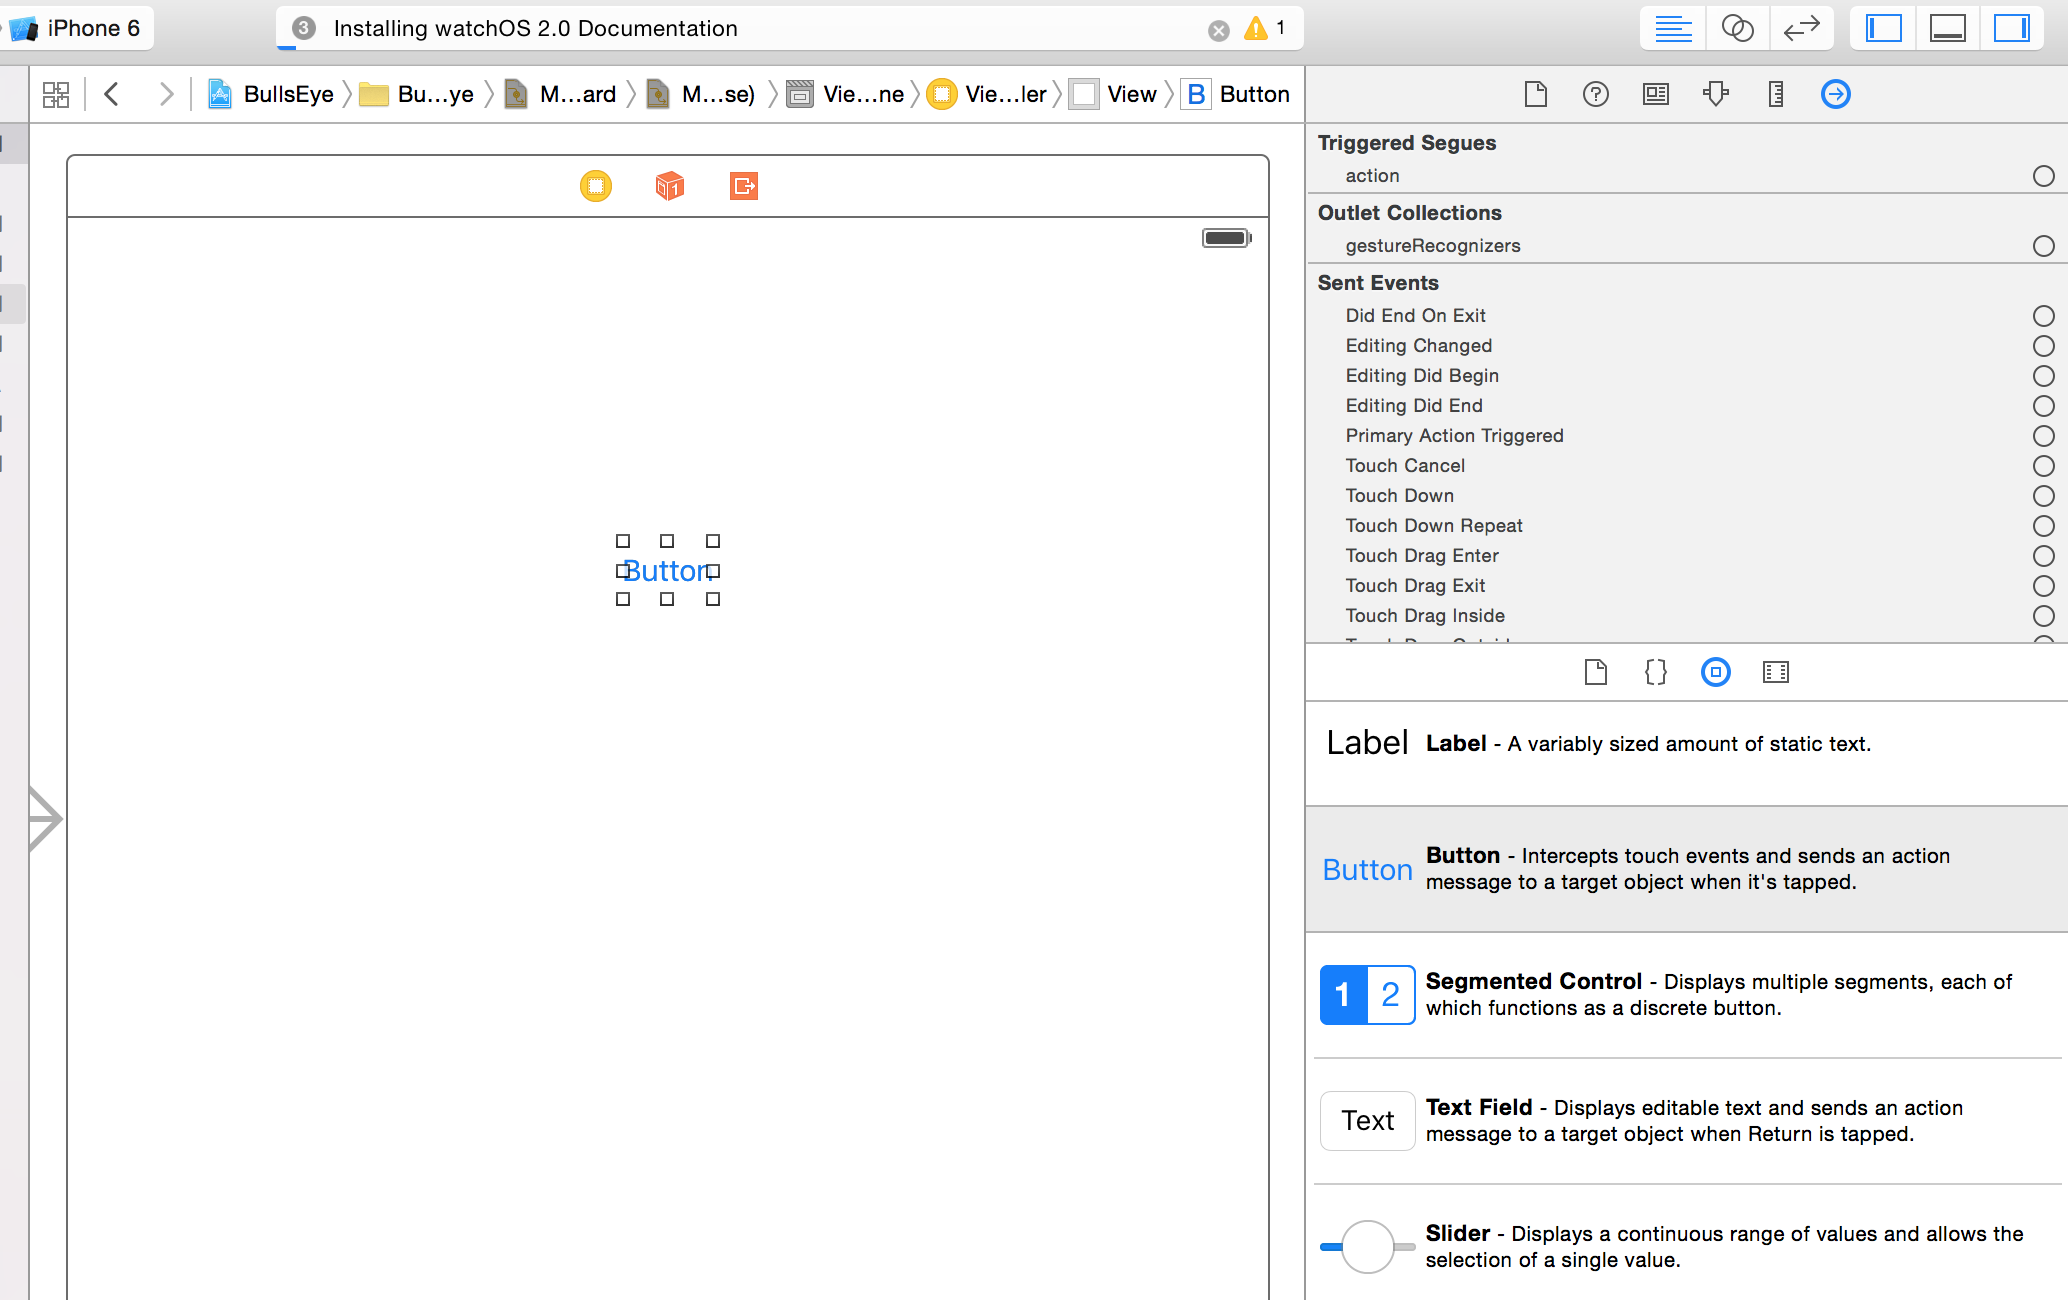 iPhone 6
3 Installing watchOS 2.0 Documentation 1
BullsEye Bu...ye M...ard M...se) Vie...ne Vie...ler View B Button
Triggered Segues
action
Outlet Collections
gestureRecognizers
Sent Events
Did End On Exit
Editing Changed
Editing Did Begin
Editing Did End
Primary Action Triggered
Touch Cancel
Touch Down
Touch Down Repeat
Touch Drag Enter
Touch Drag Exit
Touch Drag Inside
Button
Label Label - A variably sized amount of static text.
Button Button - Intercepts touch events and sends an action
message to a target object when it's tapped.
1 2 Segmented Control - Displays multiple segments, each of
which functions as a discrete button.
Text Text Field - Displays editable text and sends an action
message to a target object when Return is tapped.
Slider - Displays a continuous range of values and allows the
selection of a single value.